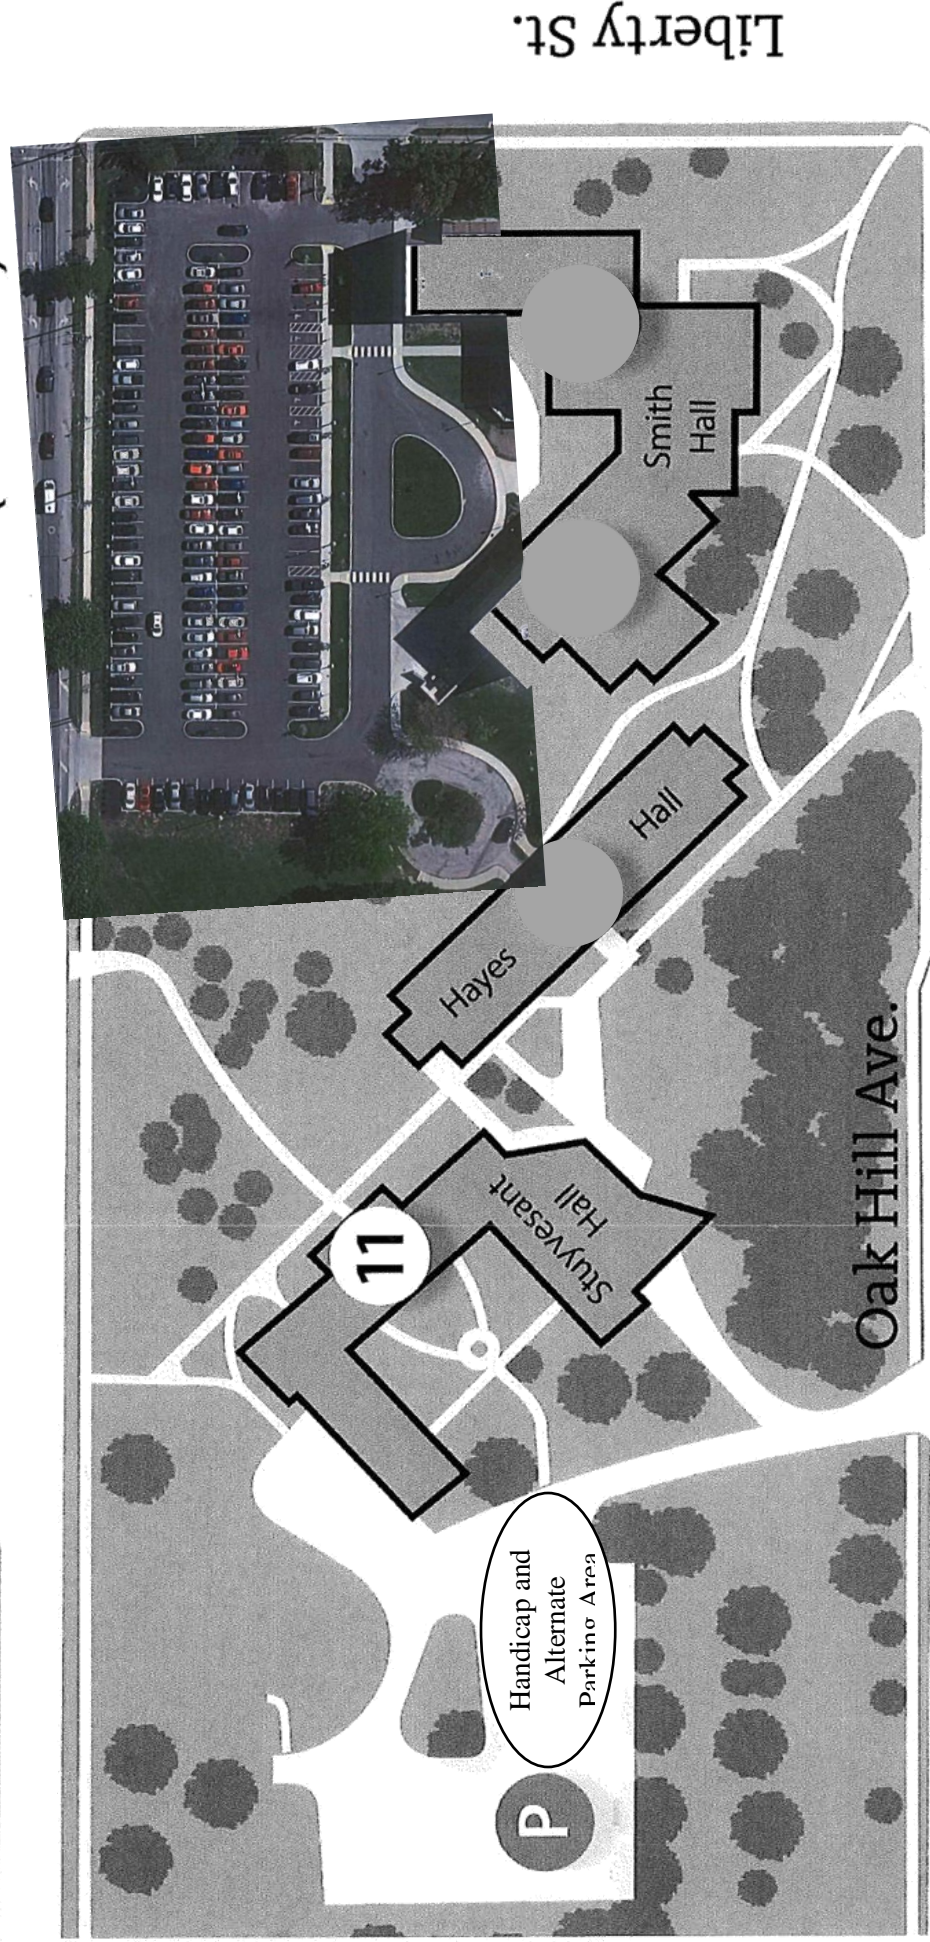 Liberty St.
Smith
Hall
Hayes
Hall
Stuyvesant
Hall
11
Oak Hill Ave.
Handicap and
Alternate
Parking Area
P